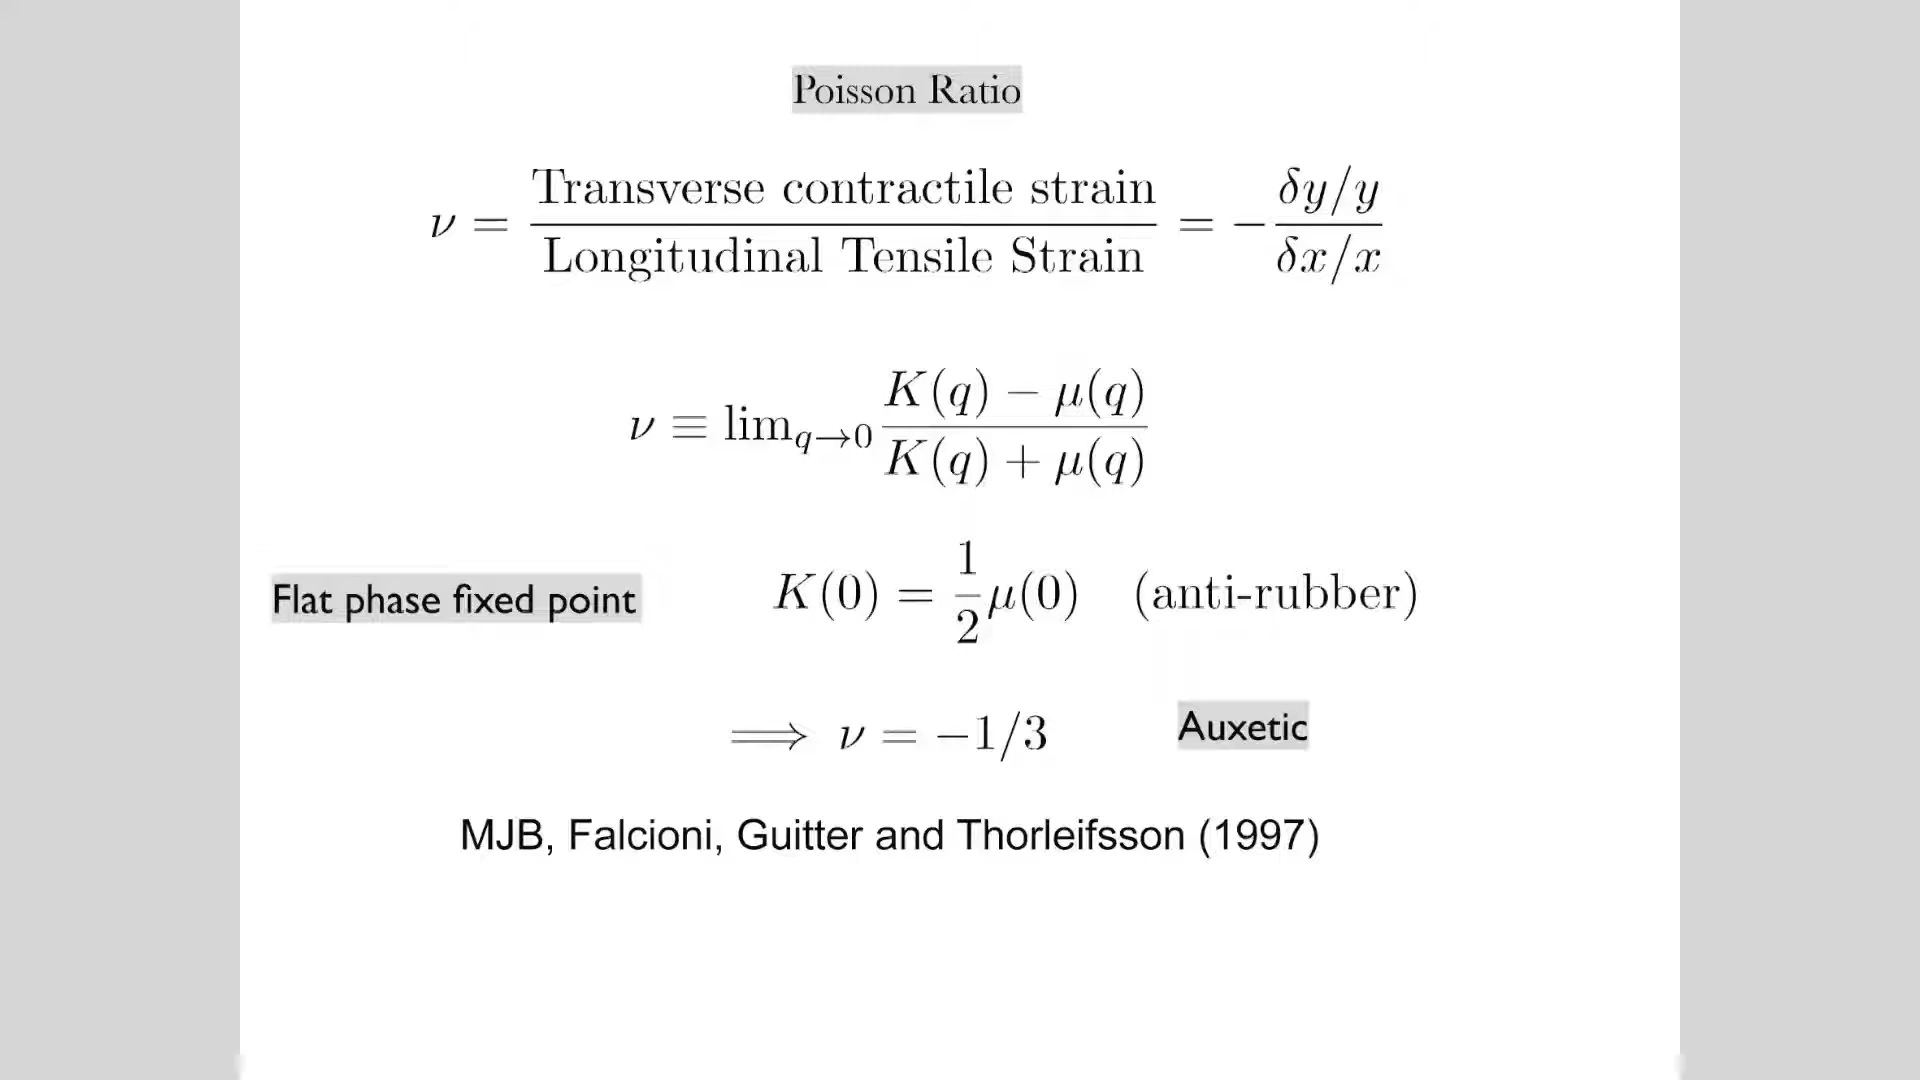 Poisson Ratio
ν = Transverse contractile strain / Longitudinal Tensile Strain = − δy/y / δx/x
ν ≡ lim_{q→0} K(q) − μ(q) / K(q) + μ(q)
Flat phase fixed point K(0) = 1/2 μ(0) (anti-rubber)
⟹ ν = −1/3 Auxetic
MJB, Falcioni, Guitter and Thorleifsson (1997)